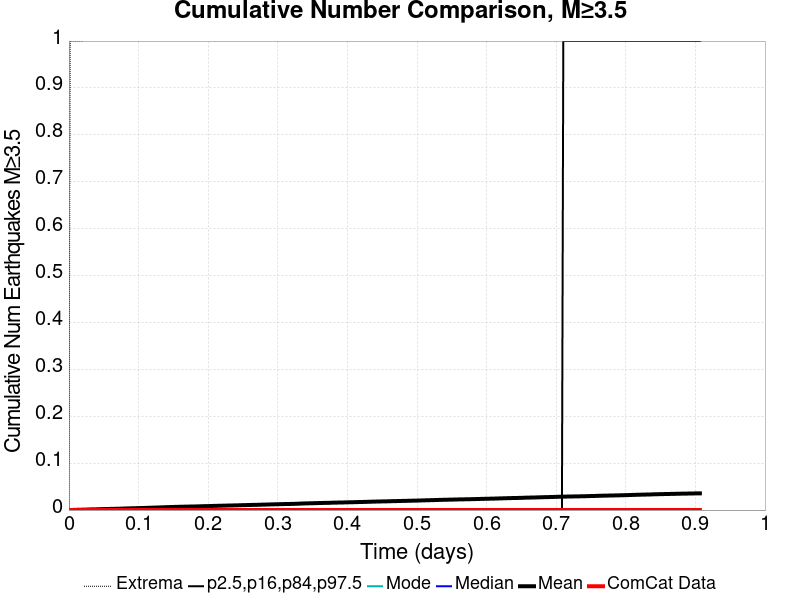 Cumulative Number Comparison, M≥3.5
Cumulative Num Earthquakes M≥3.5
1
0.9
0.8
0.7
0.6
0.5
0.4
0.3
0.2
0.1
0
0 0.1 0.2 0.3 0.4 0.5 0.6 0.7 0.8 0.9 1
Time (days)
Extrema p2.5,p16,p84,p97.5 Mode Median Mean ComCat Data